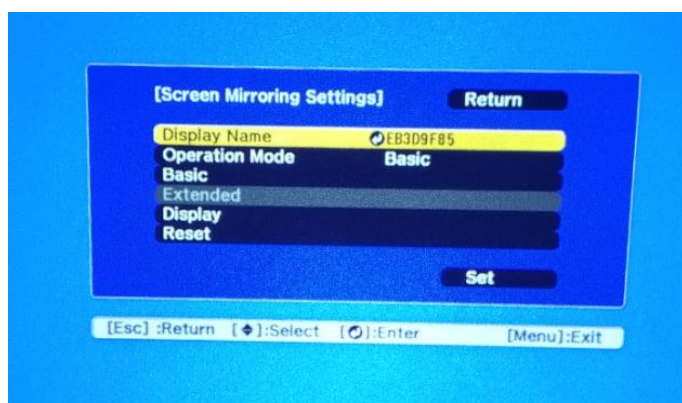 [Screen Mirroring Settings] Return
Display Name EB3D9F85
Operation Mode Basic
Basic
Extended
Display
Reset
Set
[Esc] :Return [◆]:Select [⏎]:Enter [Menu]:Exit